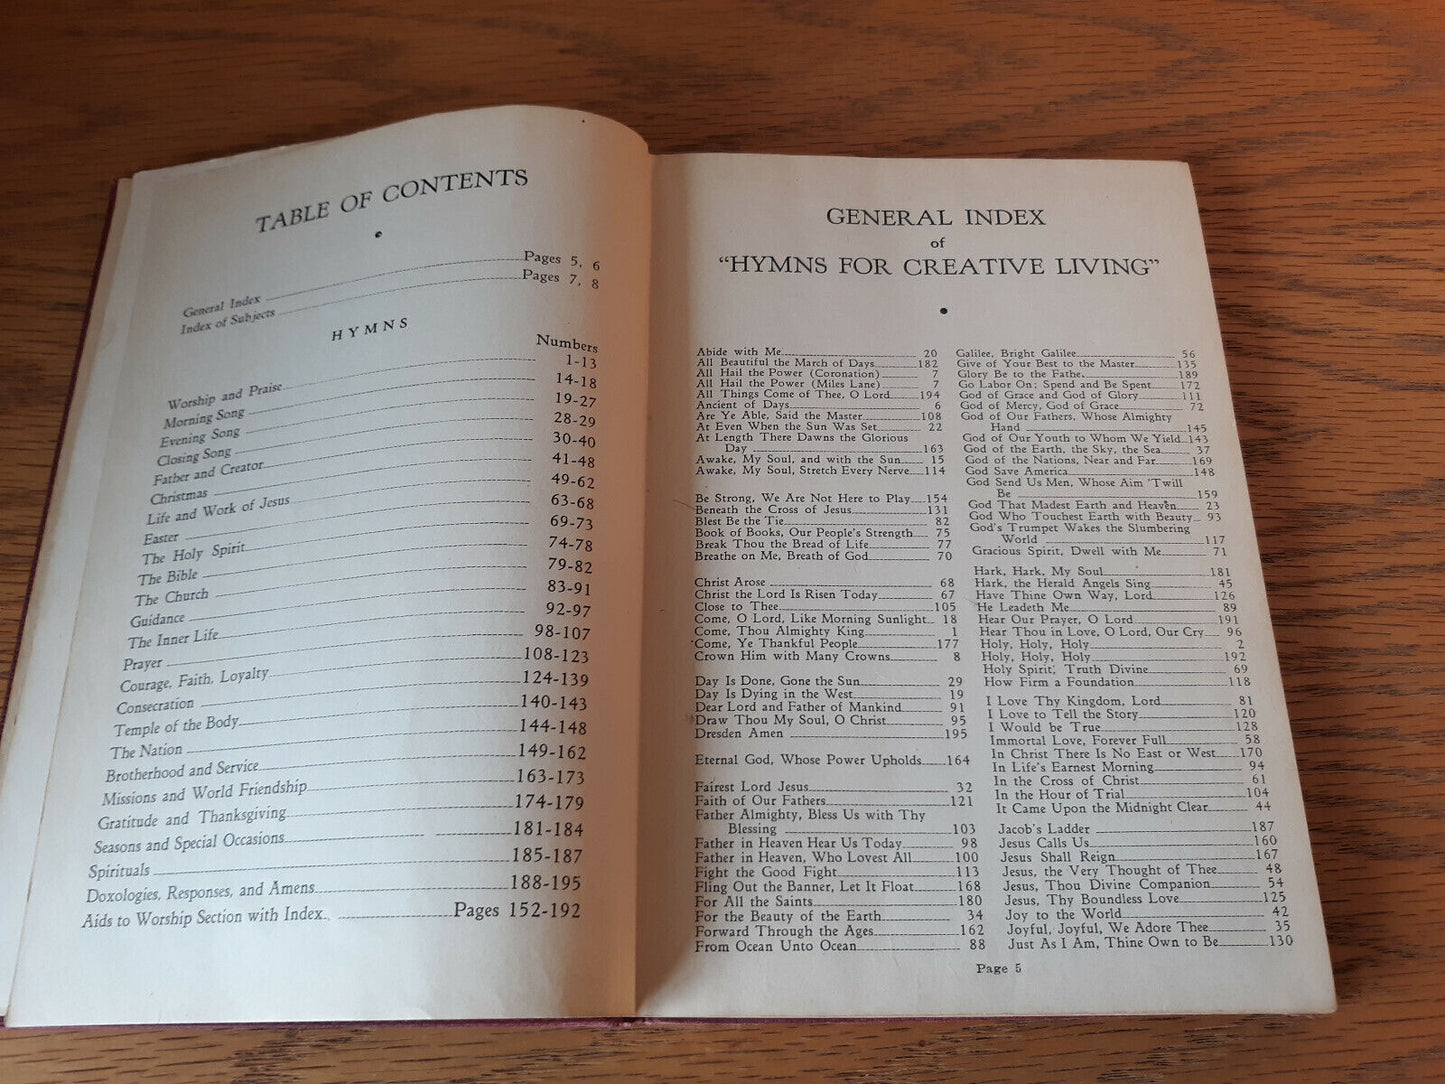 TABLE OF CONTENTS
General Index Pages 5, 6
Index of Subjects Pages 7, 8
HYMNS
Numbers
Worship and Praise 1-13
Morning Song 14-18
Evening Song 19-27
Closing Song 28-29
Father and Creator 30-40
Christmas 41-48
Life and Work of Jesus 49-62
Easter 63-68
The Holy Spirit 69-73
The Bible 74-78
The Church 79-82
Guidance 83-91
The Inner Life 92-97
Prayer 98-107
Courage, Faith, Loyalty 108-123
Consecration 124-139
Temple of the Body 140-143
The Nation 144-148
Brotherhood and Service 149-162
Missions and World Friendship 163-173
Gratitude and Thanksgiving 174-179
Seasons and Special Occasions 181-184
Spirituals 185-187
Doxologies, Responses, and Amens 188-195
Aids to Worship Section with Index Pages 152-192
GENERAL INDEX
of
"HYMNS FOR CREATIVE LIVING"
Abide with Me 20
All Beautiful the March of Days 182
All Hail the Power (Coronation) 7
All Hail the Power (Miles Lane) 7
All Things Come of Thee, O Lord 194
Ancient of Days 6
Are Ye Able, Said the Master 108
At Even When the Sun Was Set 22
At Length There Dawns the Glorious
Day 163
Awake, My Soul, and with the Sun 15
Awake, My Soul, Stretch Every Nerve 114
Be Strong, We Are Not Here to Play 154
Beneath the Cross of Jesus 131
Blest Be the Tie 82
Book of Books, Our People's Strength 75
Break Thou the Bread of Life 77
Breathe on Me, Breath of God 70
Christ Arose 68
Christ the Lord Is Risen Today 67
Close to Thee 105
Come, O Lord, Like Morning Sunlight 18
Come, Thou Almighty King 1
Come, Ye Thankful People 177
Crown Him with Many Crowns 8
Day Is Done, Gone the Sun 29
Day Is Dying in the West 19
Dear Lord and Father of Mankind 91
Draw Thou My Soul, O Christ 95
Dresden Amen 195
Eternal God, Whose Power Upholds 164
Fairest Lord Jesus 32
Faith of Our Fathers 121
Father Almighty, Bless Us with Thy
Blessing 103
Father in Heaven Hear Us Today 98
Father in Heaven, Who Lovest All 100
Fight the Good Fight 113
Fling Out the Banner, Let It Float 168
For All the Saints 180
For the Beauty of the Earth 34
Forward Through the Ages 162
From Ocean Unto Ocean 88
Galilee, Bright Galilee 56
Give of Your Best to the Master 135
Glory Be to the Fathe. 189
Go Labor On; Spend and Be Spent 172
God of Grace and God of Glory 111
God of Mercy, God of Grace 72
God of Our Fathers, Whose Almighty
Hand 145
God of Our Youth to Whom We Yield 143
God of the Earth, the Sky, the Sea 37
God of the Nations, Near and Far 169
God Save America 148
God Send Us Men, Whose Aim 'Twill
Be 159
God That Madest Earth and Heaven 23
God Who Touchest Earth with Beauty 93
God's Trumpet Wakes the Slumbering
World 117
Gracious Spirit, Dwell with Me 71
Hark, Hark, My Soul 181
Hark, the Herald Angels Sing 45
Have Thine Own Way, Lord 126
He Leadeth Me 89
Hear Our Prayer, O Lord 191
Hear Thou in Love, O Lord, Our Cry 96
Holy, Holy, Holy 2
Holy, Holy, Holy 192
Holy Spirit, Truth Divine 69
How Firm a Foundation 118
I Love Thy Kingdom, Lord 81
I Love to Tell the Story 120
I Would be True 128
Immortal Love, Forever Full 58
In Christ There Is No East or West 170
In Life's Earnest Morning 94
In the Cross of Christ 61
In the Hour of Trial 104
It Came Upon the Midnight Clear 44
Jacob's Ladder 187
Jesus Calls Us 160
Jesus Shall Reign 167
Jesus, the Very Thought of Thee 48
Jesus, Thou Divine Companion 54
Jesus, Thy Boundless Love 125
Joy to the World 42
Joyful, Joyful, We Adore Thee 35
Just As I Am, Thine Own to Be 130
Page 5